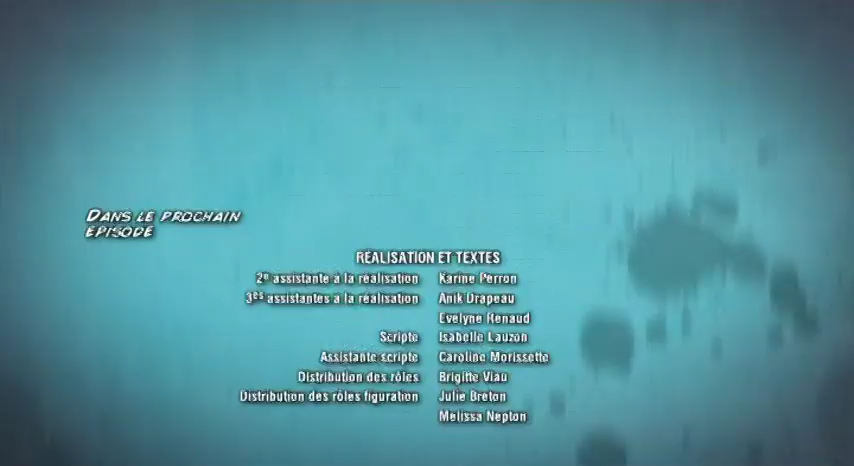 DANS LE PROCHAIN
ÉPISODE
RÉALISATION ET TEXTES
2e assistante à la réalisation Karine Perron
3es assistantes à la réalisation Anik Drapeau
Evelyne Renaud
Scripte Isabelle Lauzon
Assistante scripte Caroline Morissette
Distribution des rôles Brigitte Viau
Distribution des rôles figuration Julie Breton
Melissa Nepton